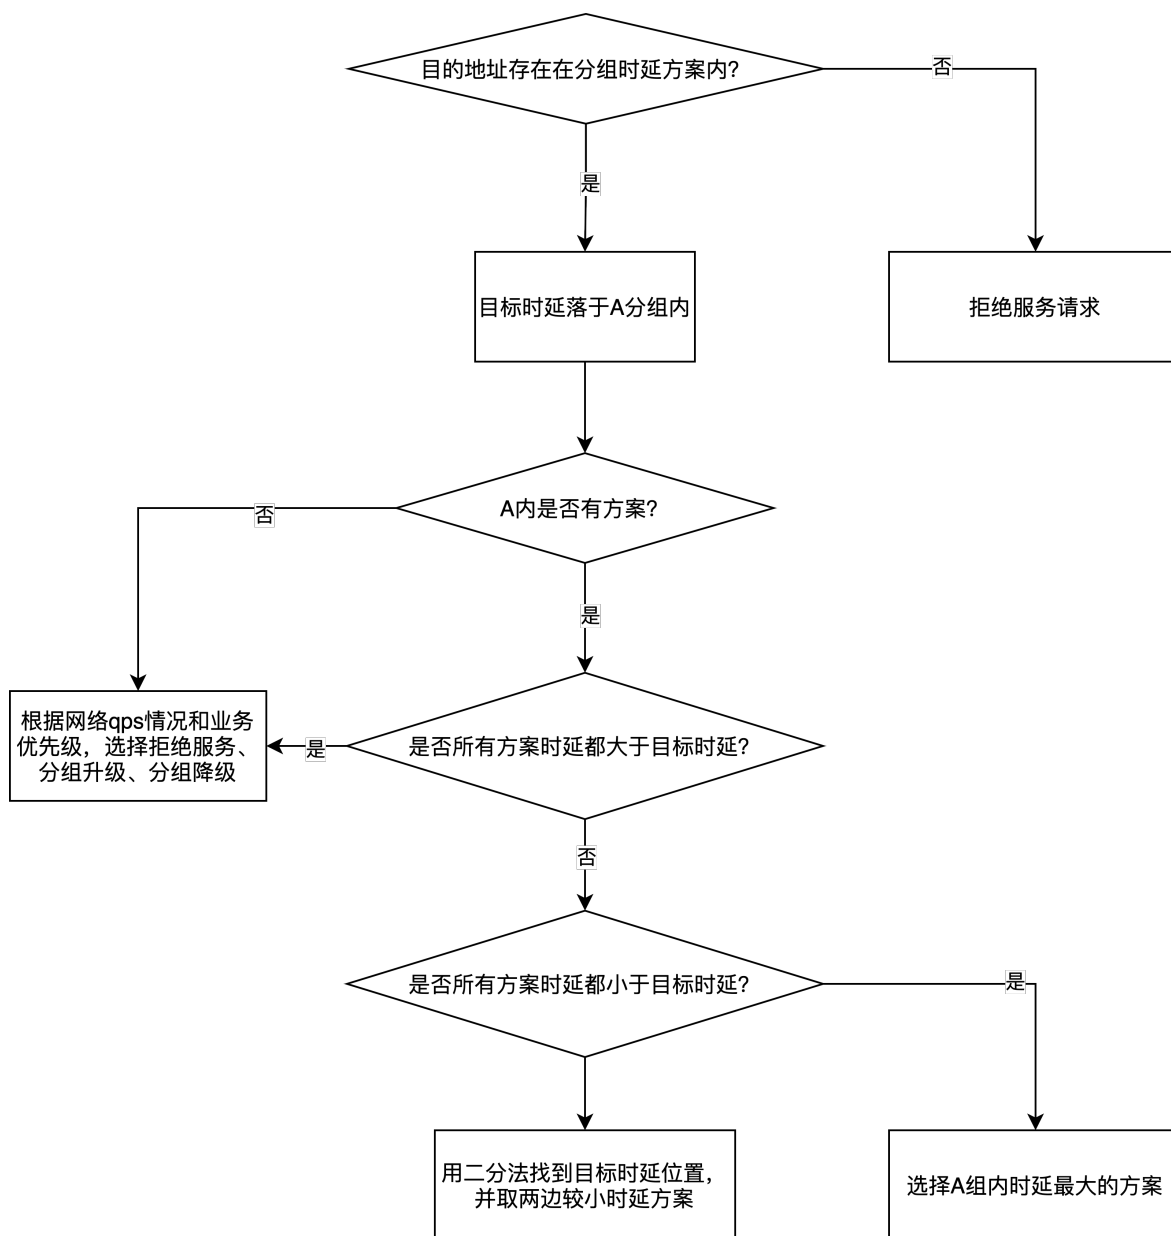 目的地址存在在分组时延方案内?
否
是
目标时延落于A分组内
拒绝服务请求
A内是否有方案?
否
是
根据网络qps情况和业务
优先级，选择拒绝服务、
分组升级、分组降级
是
是否所有方案时延都大于目标时延?
否
是否所有方案时延都小于目标时延?
是
用二分法找到目标时延位置，
并取两边较小时延方案
选择A组内时延最大的方案